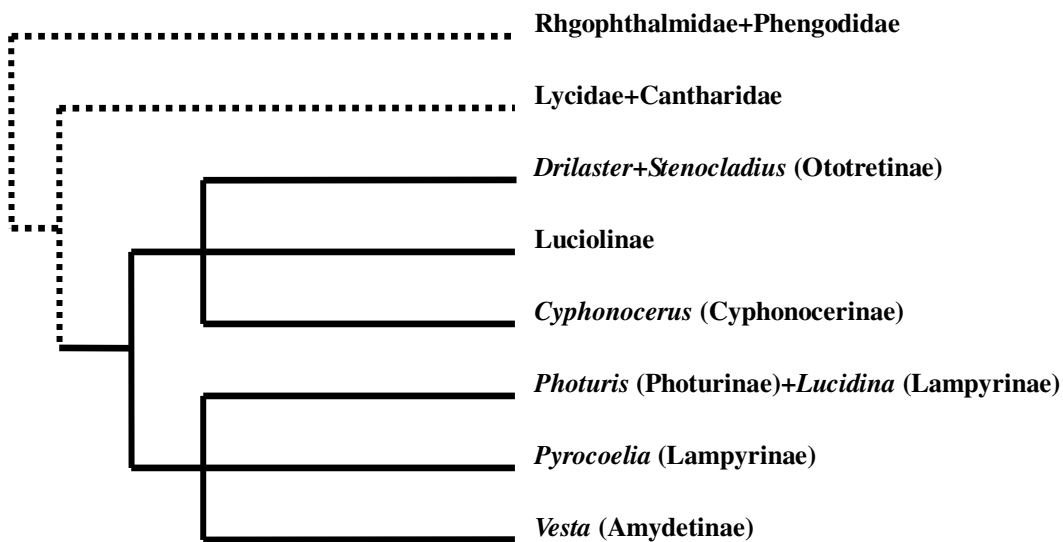 Rhgophthalmidae+Phengodidae
Lycidae+Cantharidae
Drilaster+Stenocladius (Ototretinae)
Luciolinae
Cyphonocerus (Cyphonocerinae)
Photuris (Photurinae)+Lucidina (Lampyrinae)
Pyrocoelia (Lampyrinae)
Vesta (Amydetinae)